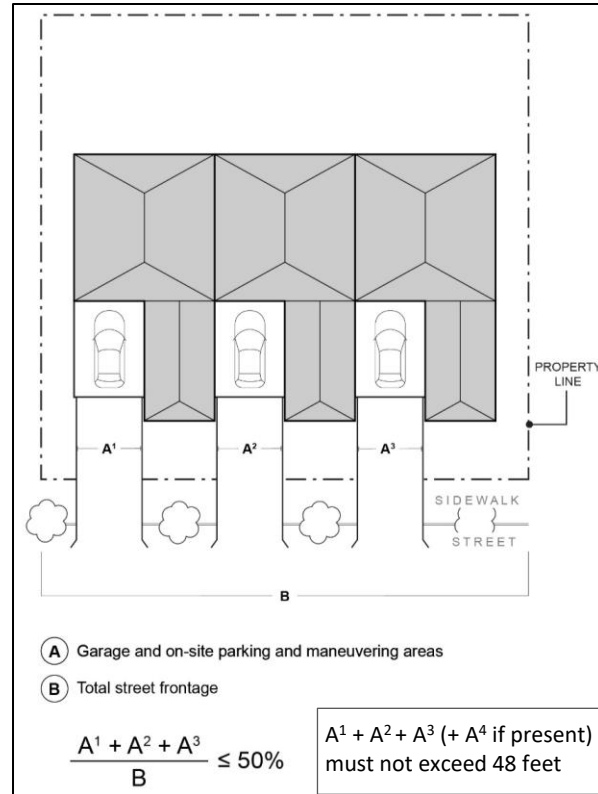 PROPERTY
LINE
A¹ A² A³
SIDEWALK
STREET
B
A Garage and on-site parking and maneuvering areas
B Total street frontage
A¹ + A² + A³
B
≤ 50%
A¹ + A² + A³ (+ A⁴ if present)
must not exceed 48 feet